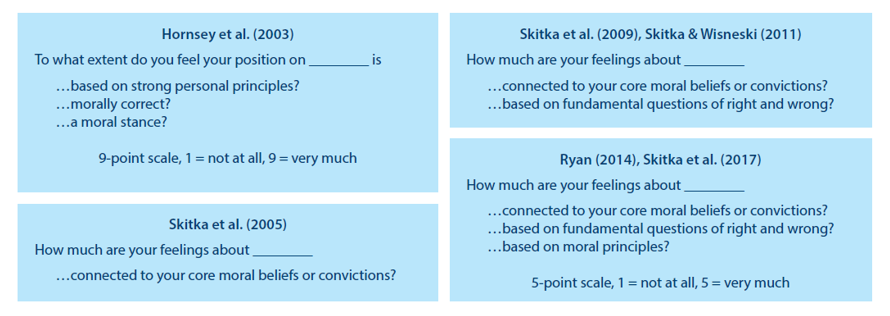 Hornsey et al. (2003)
To what extent do you feel your position on ________ is
…based on strong personal principles?
…morally correct?
…a moral stance?
9-point scale, 1 = not at all, 9 = very much
Skitka et al. (2005)
How much are your feelings about ________
…connected to your core moral beliefs or convictions?
Skitka et al. (2009), Skitka & Wisneski (2011)
How much are your feelings about ________
…connected to your core moral beliefs or convictions?
…based on fundamental questions of right and wrong?
Ryan (2014), Skitka et al. (2017)
How much are your feelings about ________
…connected to your core moral beliefs or convictions?
…based on fundamental questions of right and wrong?
…based on moral principles?
5-point scale, 1 = not at all, 5 = very much